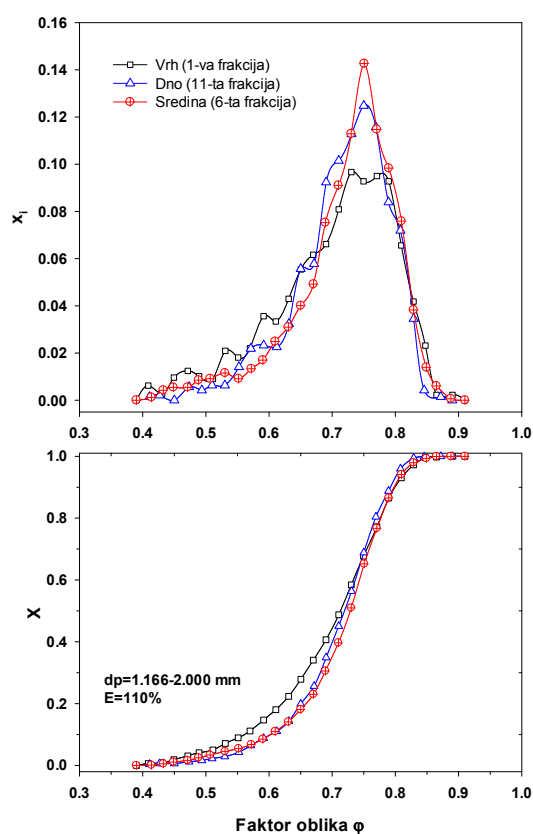 0.16
0.14
0.12
0.10
0.08
0.06
0.04
0.02
0.00
xi
Vrh (1-va frakcija)
Dno (11-ta frakcija)
Sredina (6-ta frakcija)
0.3 0.4 0.5 0.6 0.7 0.8 0.9 1.0
1.0
0.8
0.6
0.4
0.2
0.0
X
dp=1.166-2.000 mm
E=110%
0.3 0.4 0.5 0.6 0.7 0.8 0.9 1.0
Faktor oblika φ